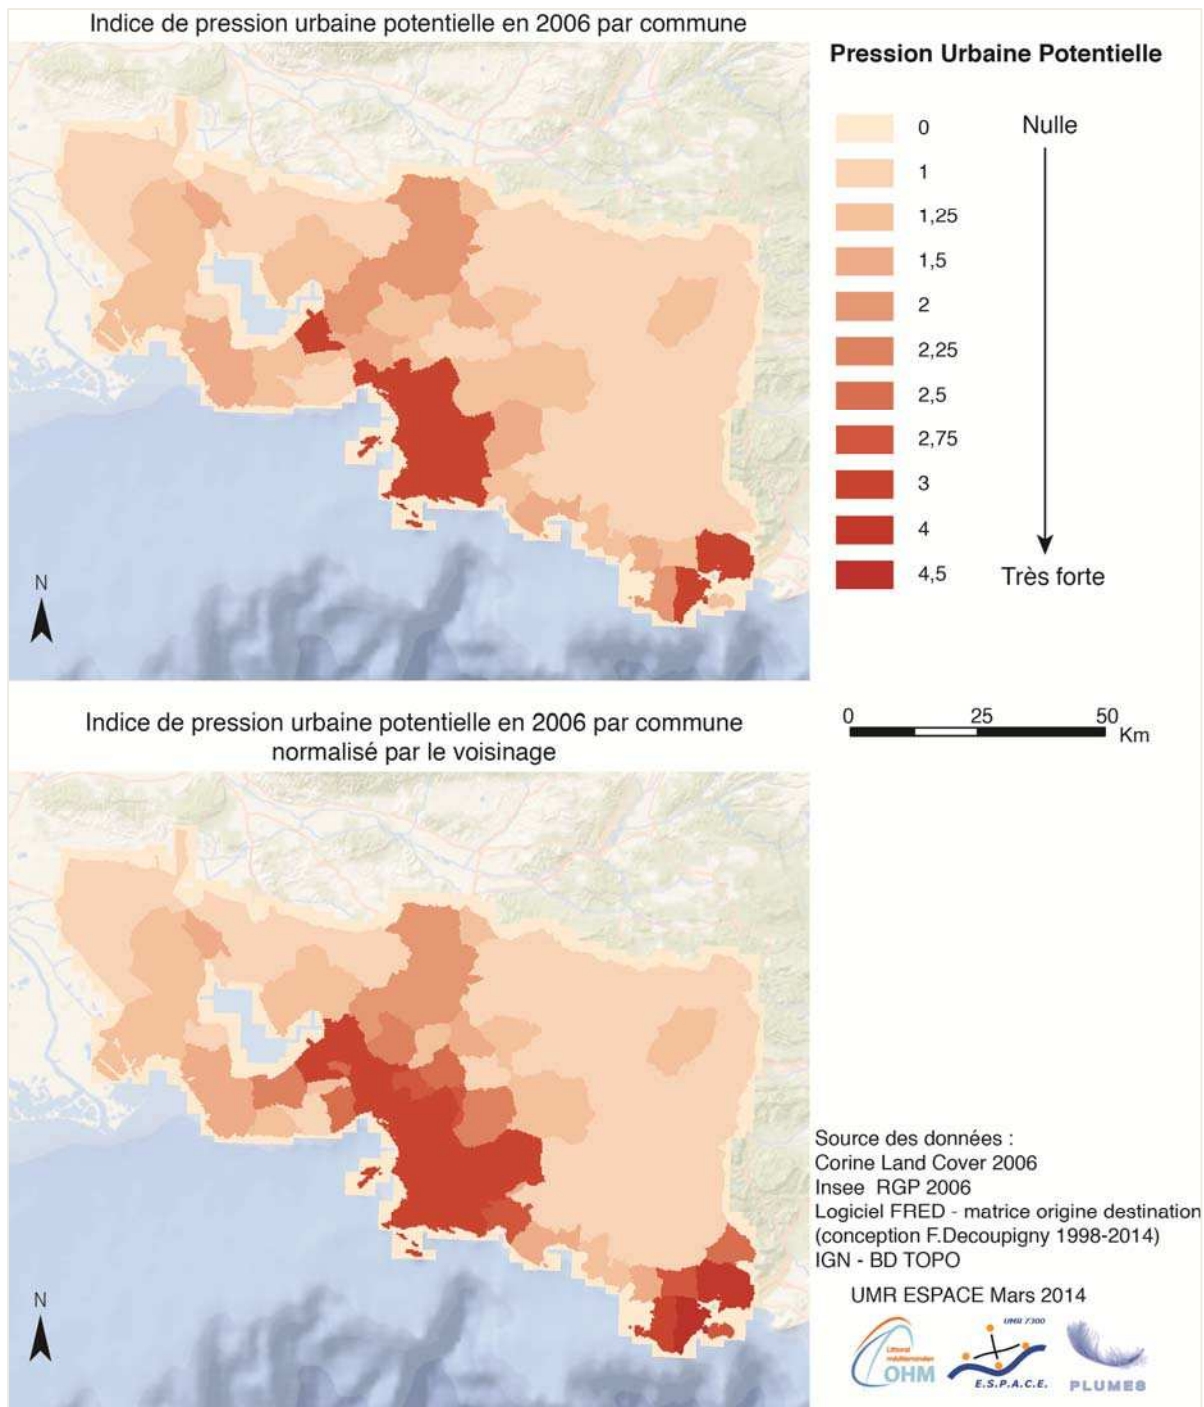 Indice de pression urbaine potentielle en 2006 par commune
Pression Urbaine Potentielle
0 Nulle
1
1,25
1,5
2
2,25
2,5
2,75
3
4
4,5 Très forte
N
0 25 50
Km
Indice de pression urbaine potentielle en 2006 par commune
normalisé par le voisinage
N
Source des données :
Corine Land Cover 2006
Insee RGP 2006
Logiciel FRED - matrice origine destination
(conception F.Decoupigny 1998-2014)
IGN - BD TOPO
UMR ESPACE Mars 2014
Littoral
méditerranéen
OHM
UMR 7300
E.S.P.A.C.E.
PLUMES